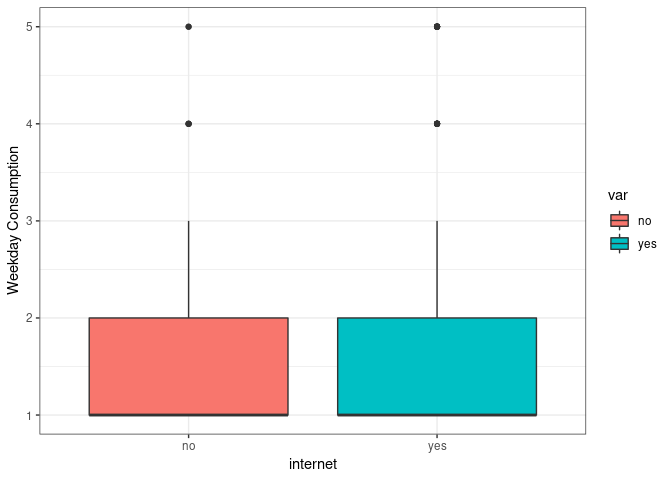 Weekday Consumption
5
4
3
2
1
no yes
internet
var
no
yes